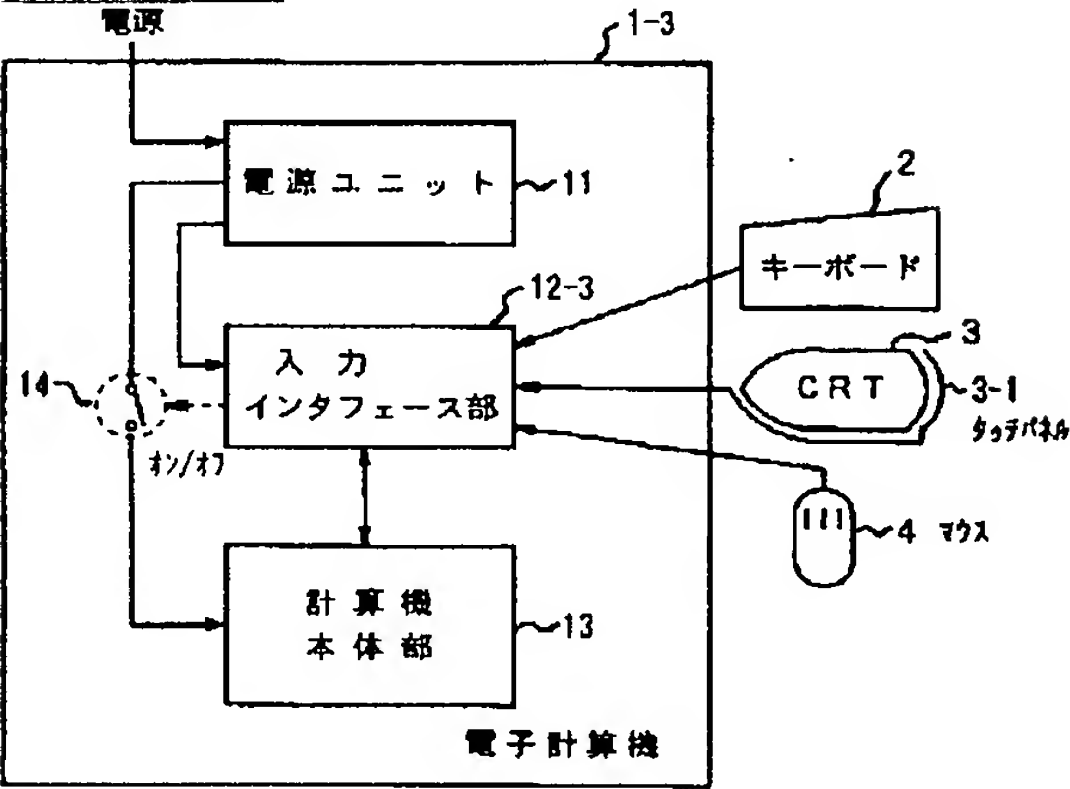 電源
1-3
電源ユニット
11
2
キーボード
12-3
入力
インタフェース部
3
CRT
3-1
タッチパネル
14
オン/オフ
4 マウス
計算機
本体部
13
電子計算機